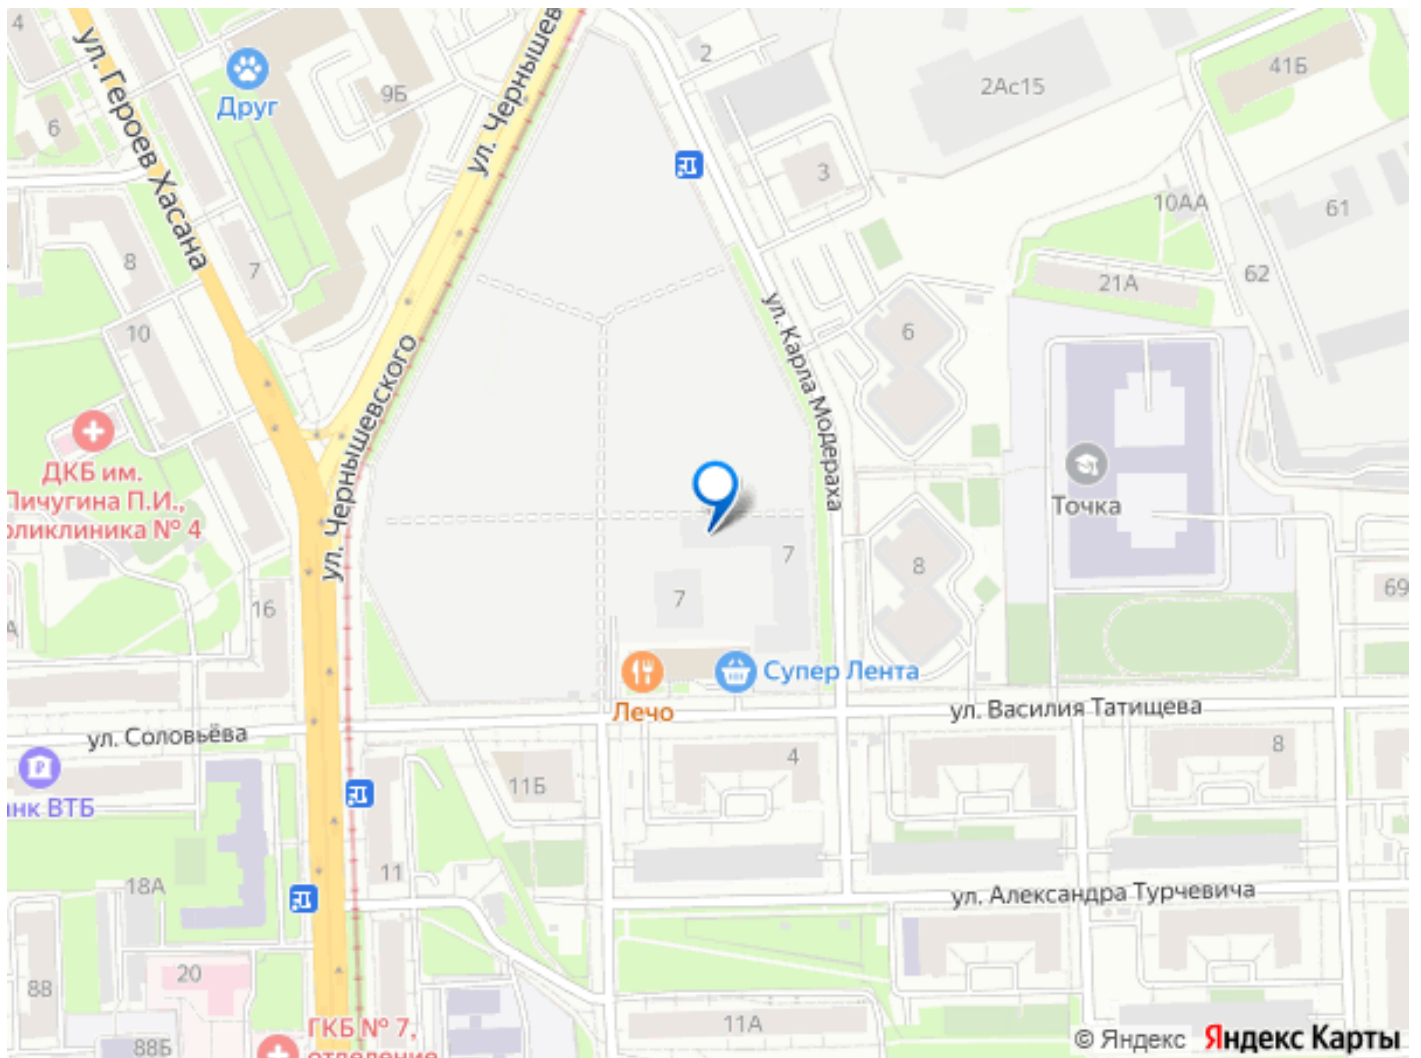 4
ул. Героев Хасана
Друг
9Б
ул. Чернышев
2
2Ас15
41Б
6
3
10АА
61
8
7
62
21А
10
ул. Карла Модераха
6
ул. Чернышевского
ДКБ им.
Пичугина П.И.,
оликлиника № 4
Точка
7
8
7
16
69
А
Супер Лента
Лечо
ул. Василия Татищева
ул. Соловьёва
4
8
11Б
анк ВТБ
11
18А
ул. Александра Турчевича
20
88
ГКБ № 7,
отделение
11А
88Б
© Яндекс Яндекс Карты